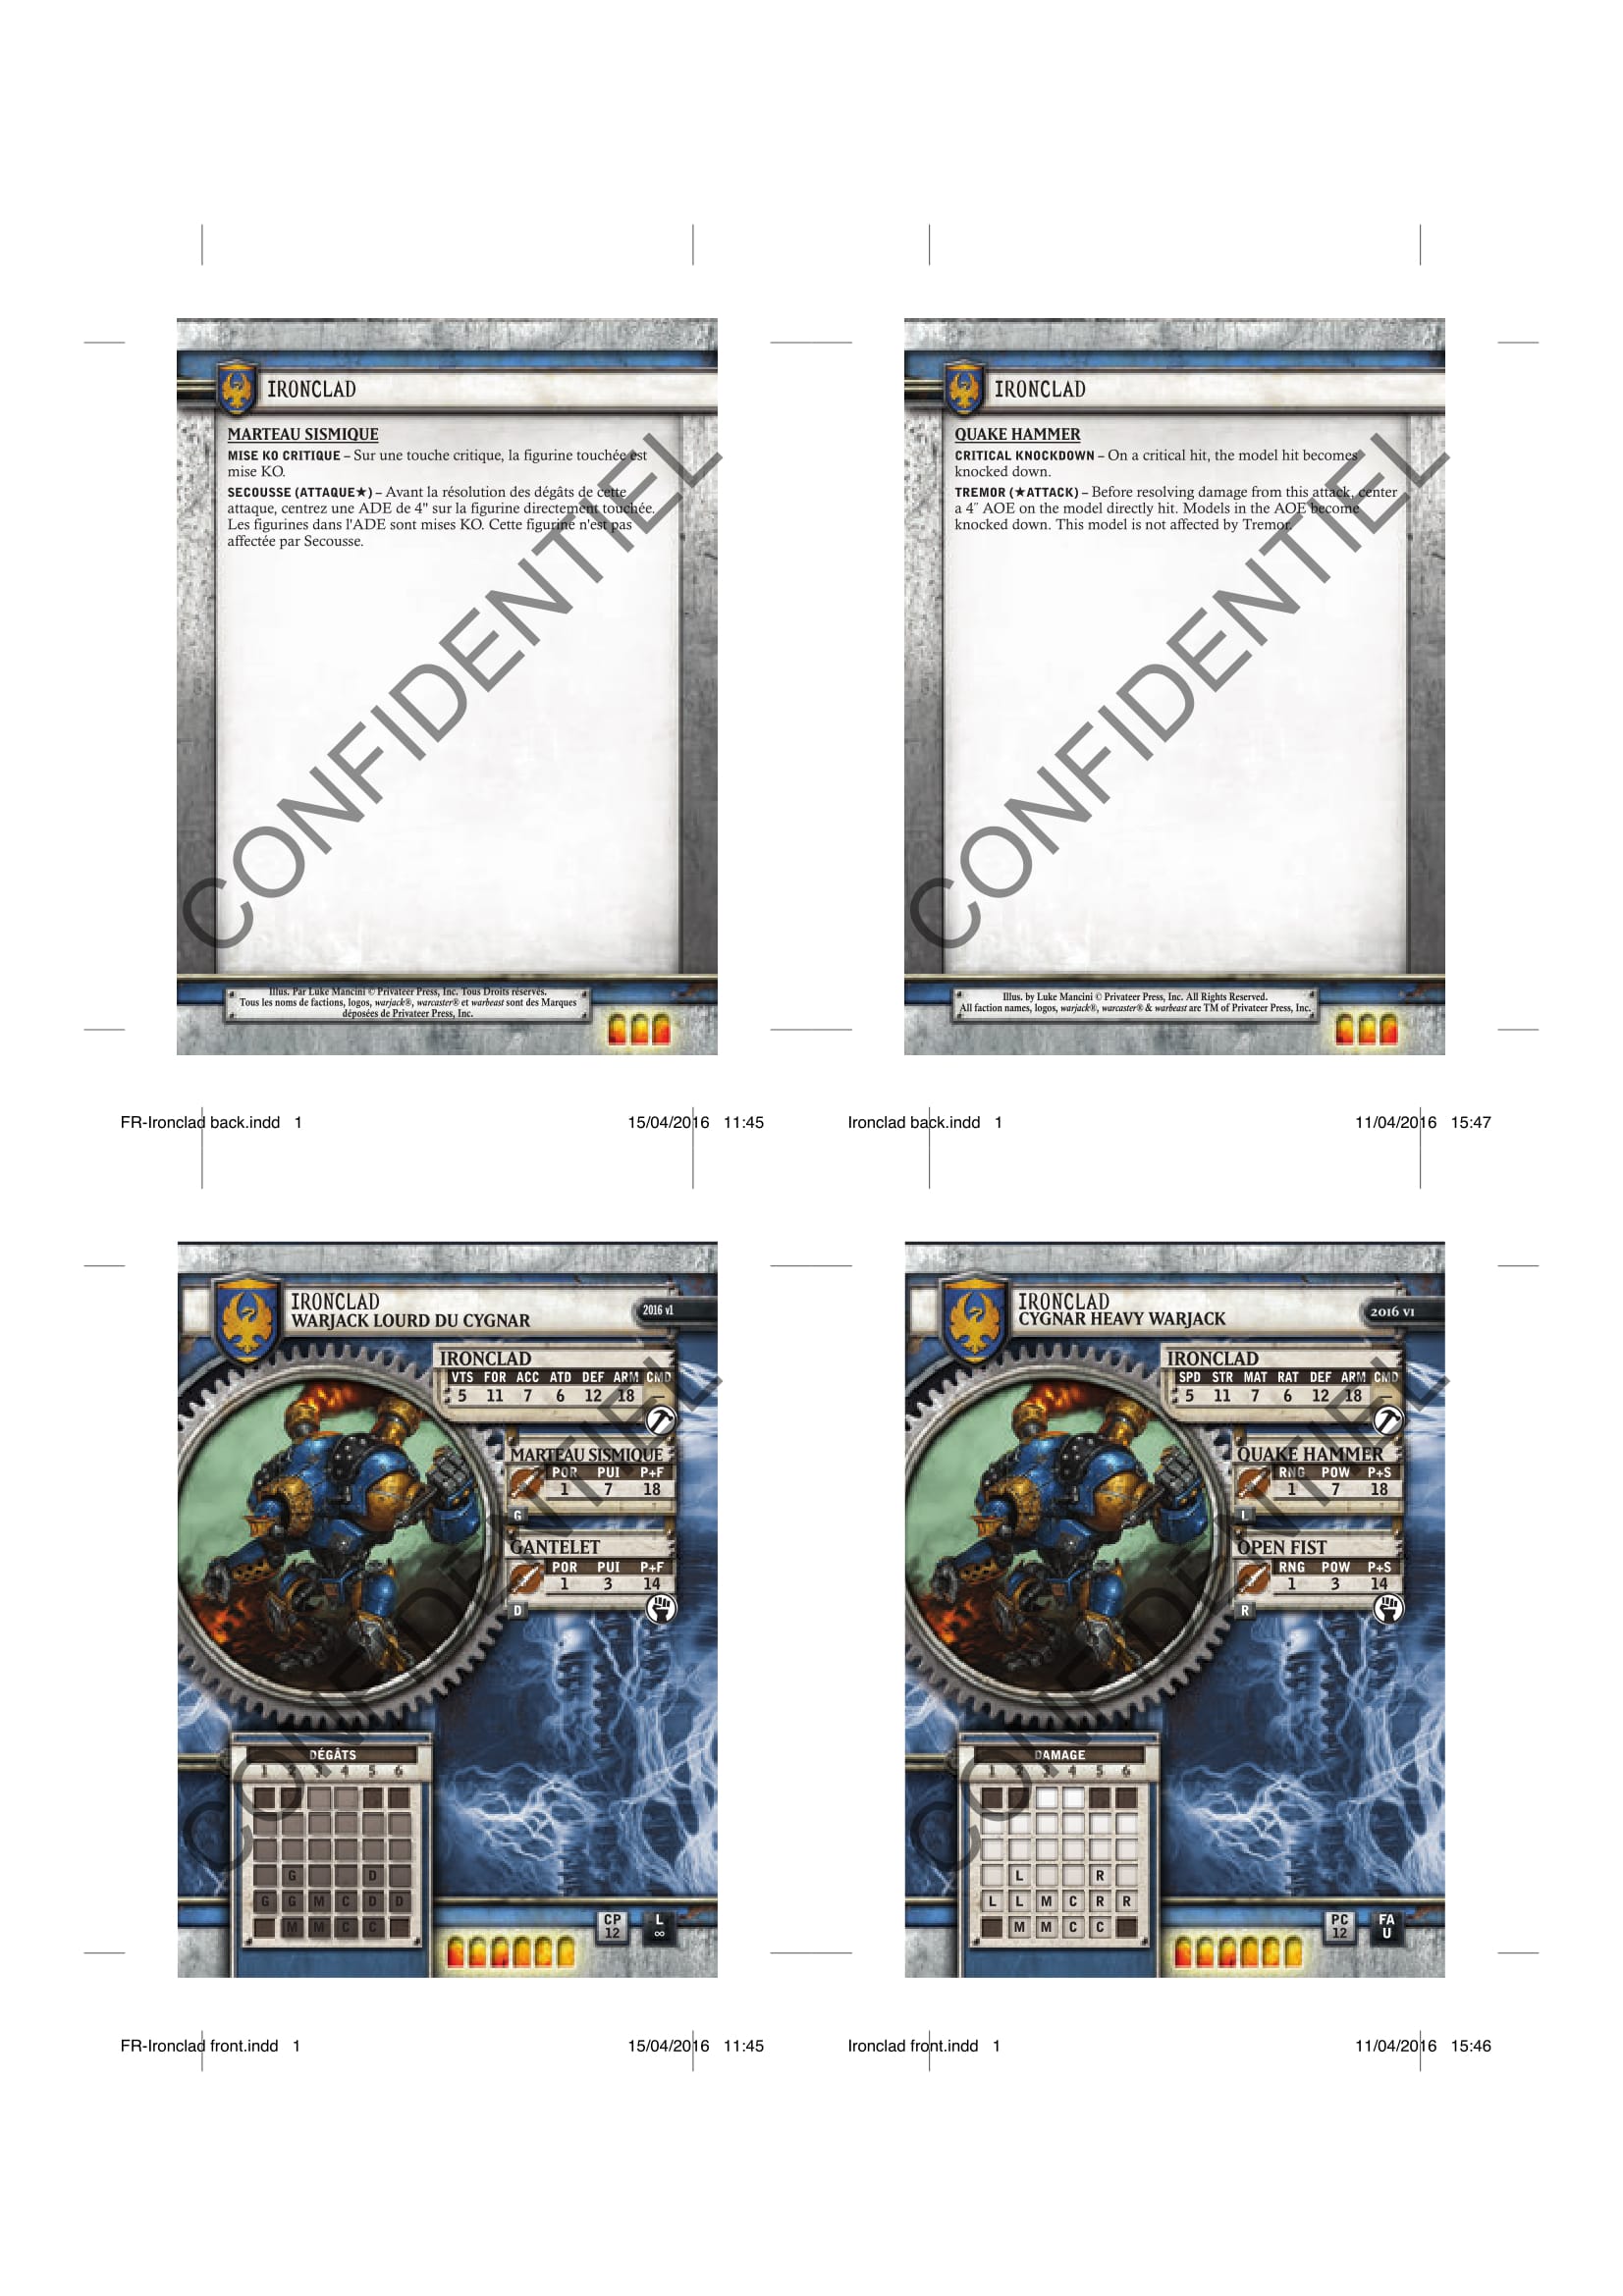 IRONCLAD
MARTEAU SISMIQUE
MISE KO CRITIQUE – Sur une touche critique, la figurine touchée est
mise KO.
SECOUSSE (ATTAQUE★) – Avant la résolution des dégâts de cette
attaque, centrez une ADE de 4" sur la figurine directement touchée.
Les figurines dans l'ADE sont mises KO. Cette figurine n'est pas
affectée par Secousse.
CONFIDENTIEL
Illus. Par Luke Mancini © Privateer Press, Inc. Tous Droits réservés.
Tous les noms de factions, logos, warjack®, warcaster® et warbeast sont des Marques
déposées de Privateer Press, Inc.
FR-Ironclad back.indd 1 15/04/2016 11:45
IRONCLAD
QUAKE HAMMER
CRITICAL KNOCKDOWN – On a critical hit, the model hit becomes
knocked down.
TREMOR (★ATTACK) – Before resolving damage from this attack, center
a 4˝ AOE on the model directly hit. Models in the AOE become
knocked down. This model is not affected by Tremor.
CONFIDENTIEL
Illus. by Luke Mancini © Privateer Press, Inc. All Rights Reserved.
All faction names, logos, warjack®, warcaster® & warbeast are TM of Privateer Press, Inc.
Ironclad back.indd 1 11/04/2016 15:47
IRONCLAD
WARJACK LOURD DU CYGNAR
2016 v1
IRONCLAD
VTS FOR ACC ATD DEF ARM CMD
5 11 7 6 12 18 —
MARTEAU SISMIQUE
POR PUI P+F
1 7 18
G
GANTELET
POR PUI P+F
1 3 14
D
DÉGÂTS
1 2 3 4 5 6
G D
G G M C D D
M M C C
CP L
12 ∞
CONFIDENTIEL
FR-Ironclad front.indd 1 15/04/2016 11:45
IRONCLAD
CYGNAR HEAVY WARJACK
2016 V1
IRONCLAD
SPD STR MAT RAT DEF ARM CMD
5 11 7 6 12 18 —
QUAKE HAMMER
RNG POW P+S
1 7 18
L
OPEN FIST
RNG POW P+S
1 3 14
R
DAMAGE
1 2 3 4 5 6
L R
L L M C R R
M M C C
PC FA
12 U
CONFIDENTIEL
Ironclad front.indd 1 11/04/2016 15:46